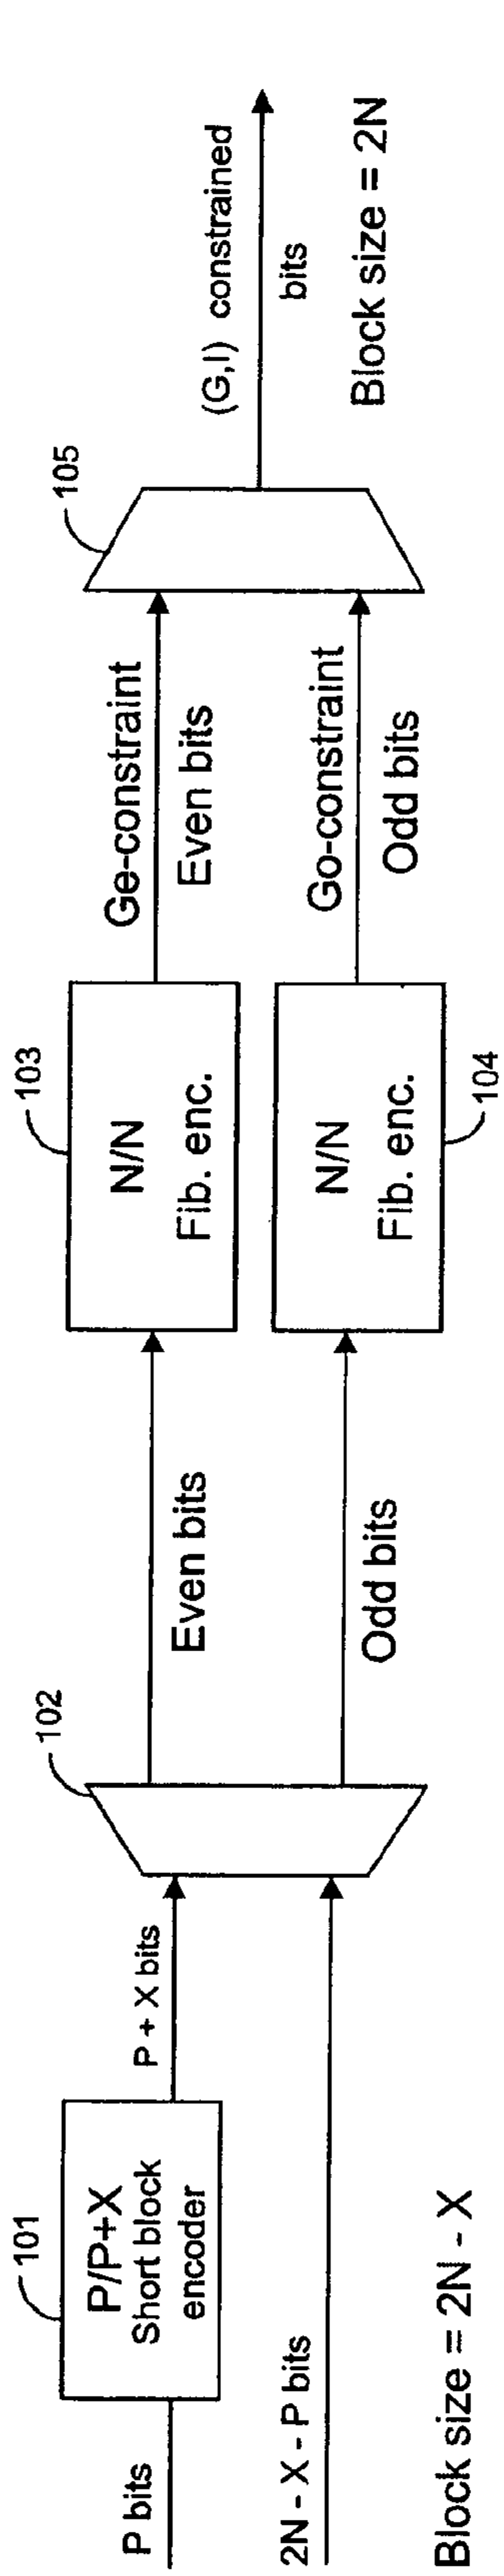 P bits
2N - X - P bits
Block size = 2N - X
101
P/P+X
Short block
encoder
P + X bits
102
Even bits
Odd bits
103
N/N
Fib. enc.
N/N
Fib. enc.
104
Ge-constraint
Even bits
Go-constraint
Odd bits
105
(G,I) constrained
bits
Block size = 2N